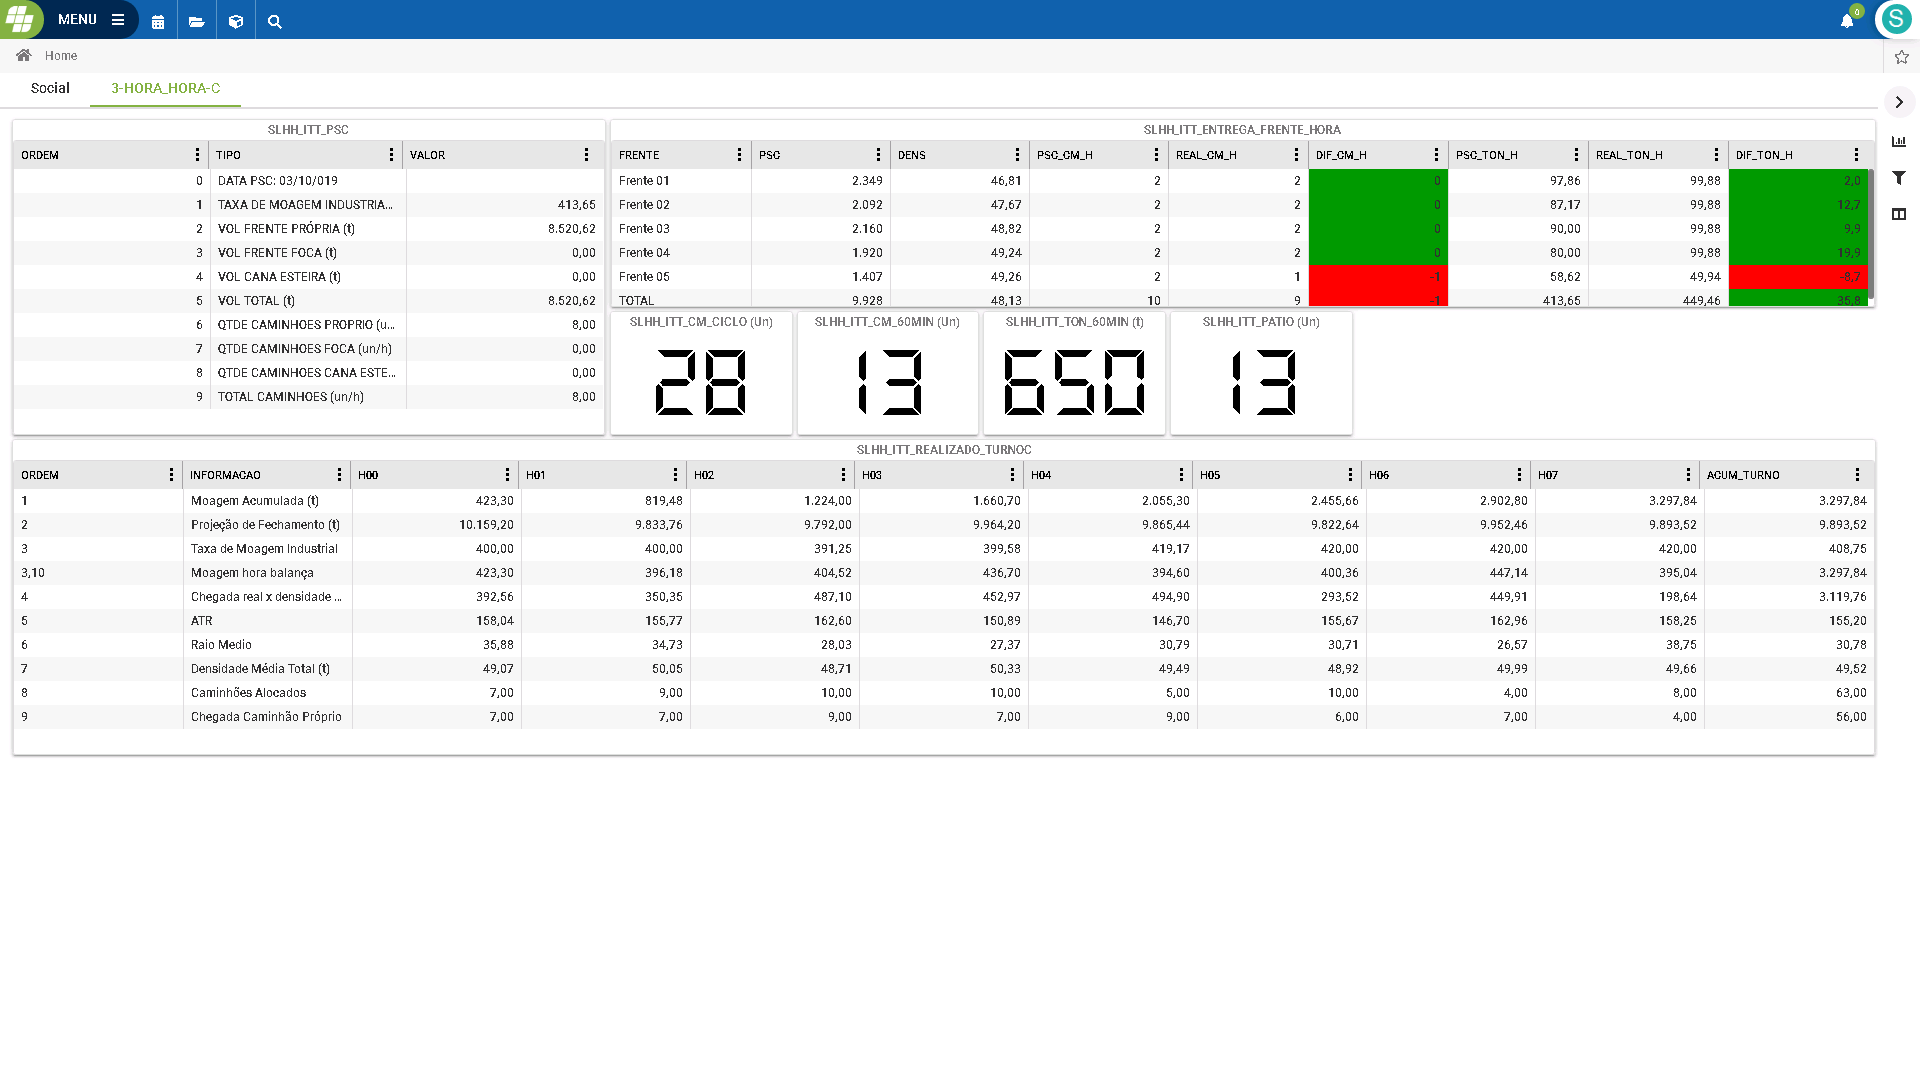 MENU
0
S
Home
Social 3-HORA_HORA-C
SLHH_ITT_PSC
ORDEM TIPO VALOR
0 DATA PSC: 03/10/019
1 TAXA DE MOAGEM INDUSTRIA... 413,65
2 VOL FRENTE PRÓPRIA (t) 8.520,62
3 VOL FRENTE FOCA (t) 0,00
4 VOL CANA ESTEIRA (t) 0,00
5 VOL TOTAL (t) 8.520,62
6 QTDE CAMINHOES PROPRIO (u... 8,00
7 QTDE CAMINHOES FOCA (un/h) 0,00
8 QTDE CAMINHOES CANA ESTE... 0,00
9 TOTAL CAMINHOES (un/h) 8,00
SLHH_ITT_ENTREGA_FRENTE_HORA
FRENTE PSC DENS PSC_CM_H REAL_CM_H DIF_CM_H PSC_TON_H REAL_TON_H DIF_TON_H
Frente 01 2.349 46,81 2 2 0 97,86 99,88 2,0
Frente 02 2.092 47,67 2 2 0 87,17 99,88 12,7
Frente 03 2.160 48,82 2 2 0 90,00 99,88 9,9
Frente 04 1.920 49,24 2 2 0 80,00 99,88 19,9
Frente 05 1.407 49,26 2 1 -1 58,62 49,94 -8,7
TOTAL 9.928 48,13 10 9 -1 413,65 449,46 35,8
SLHH_ITT_CM_CICLO (Un) SLHH_ITT_CM_60MIN (Un) SLHH_ITT_TON_60MIN (t) SLHH_ITT_PATIO (Un)
28 13 650 13
SLHH_ITT_REALIZADO_TURNOC
ORDEM INFORMACAO H00 H01 H02 H03 H04 H05 H06 H07 ACUM_TURNO
1 Moagem Acumulada (t) 423,30 819,48 1.224,00 1.660,70 2.055,30 2.455,66 2.902,80 3.297,84 3.297,84
2 Projeção de Fechamento (t) 10.159,20 9.833,76 9.792,00 9.964,20 9.865,44 9.822,64 9.952,46 9.893,52 9.893,52
3 Taxa de Moagem Industrial 400,00 400,00 391,25 399,58 419,17 420,00 420,00 420,00 408,75
3,10 Moagem hora balança 423,30 396,18 404,52 436,70 394,60 400,36 447,14 395,04 3.297,84
4 Chegada real x densidade ... 392,56 350,35 487,10 452,97 494,90 293,52 449,91 198,64 3.119,76
5 ATR 158,04 155,77 162,60 150,89 146,70 155,67 162,96 158,25 155,20
6 Raio Medio 35,88 34,73 28,03 27,37 30,79 30,71 26,57 38,75 30,78
7 Densidade Média Total (t) 49,07 50,05 48,71 50,33 49,49 48,92 49,99 49,66 49,52
8 Caminhões Alocados 7,00 9,00 10,00 10,00 5,00 10,00 4,00 8,00 63,00
9 Chegada Caminhão Próprio 7,00 7,00 9,00 7,00 9,00 6,00 7,00 4,00 56,00